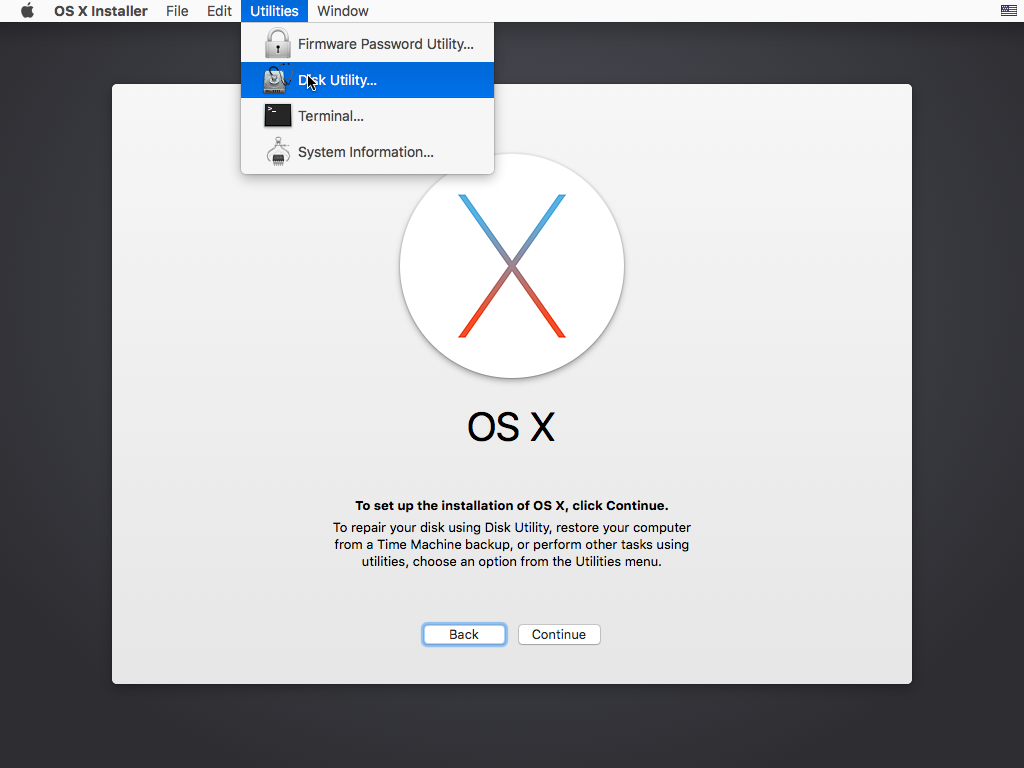 OS X Installer File Edit Utilities Window
Firmware Password Utility...
Disk Utility...
>_
Terminal...
System Information...
OS X
To set up the installation of OS X, click Continue.
To repair your disk using Disk Utility, restore your computer
from a Time Machine backup, or perform other tasks using
utilities, choose an option from the Utilities menu.
Back Continue